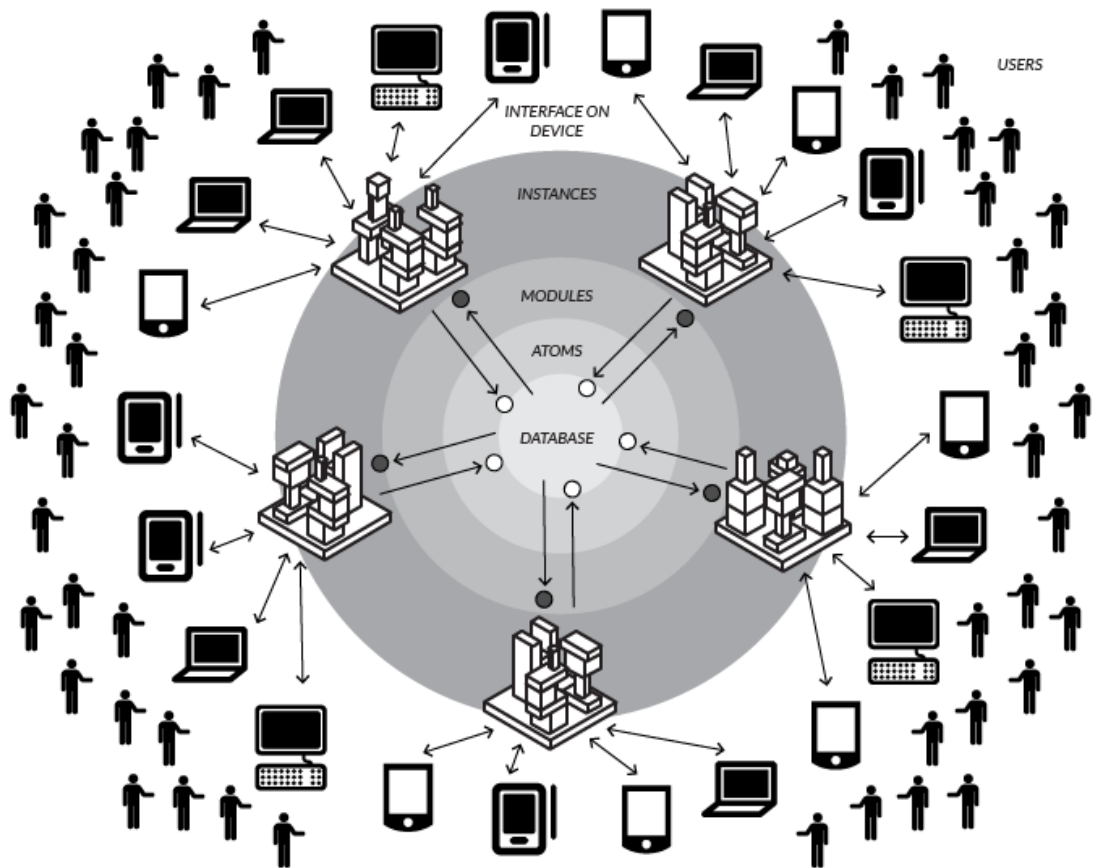 USERS
INTERFACE ON
DEVICE
INSTANCES
MODULES
ATOMS
DATABASE